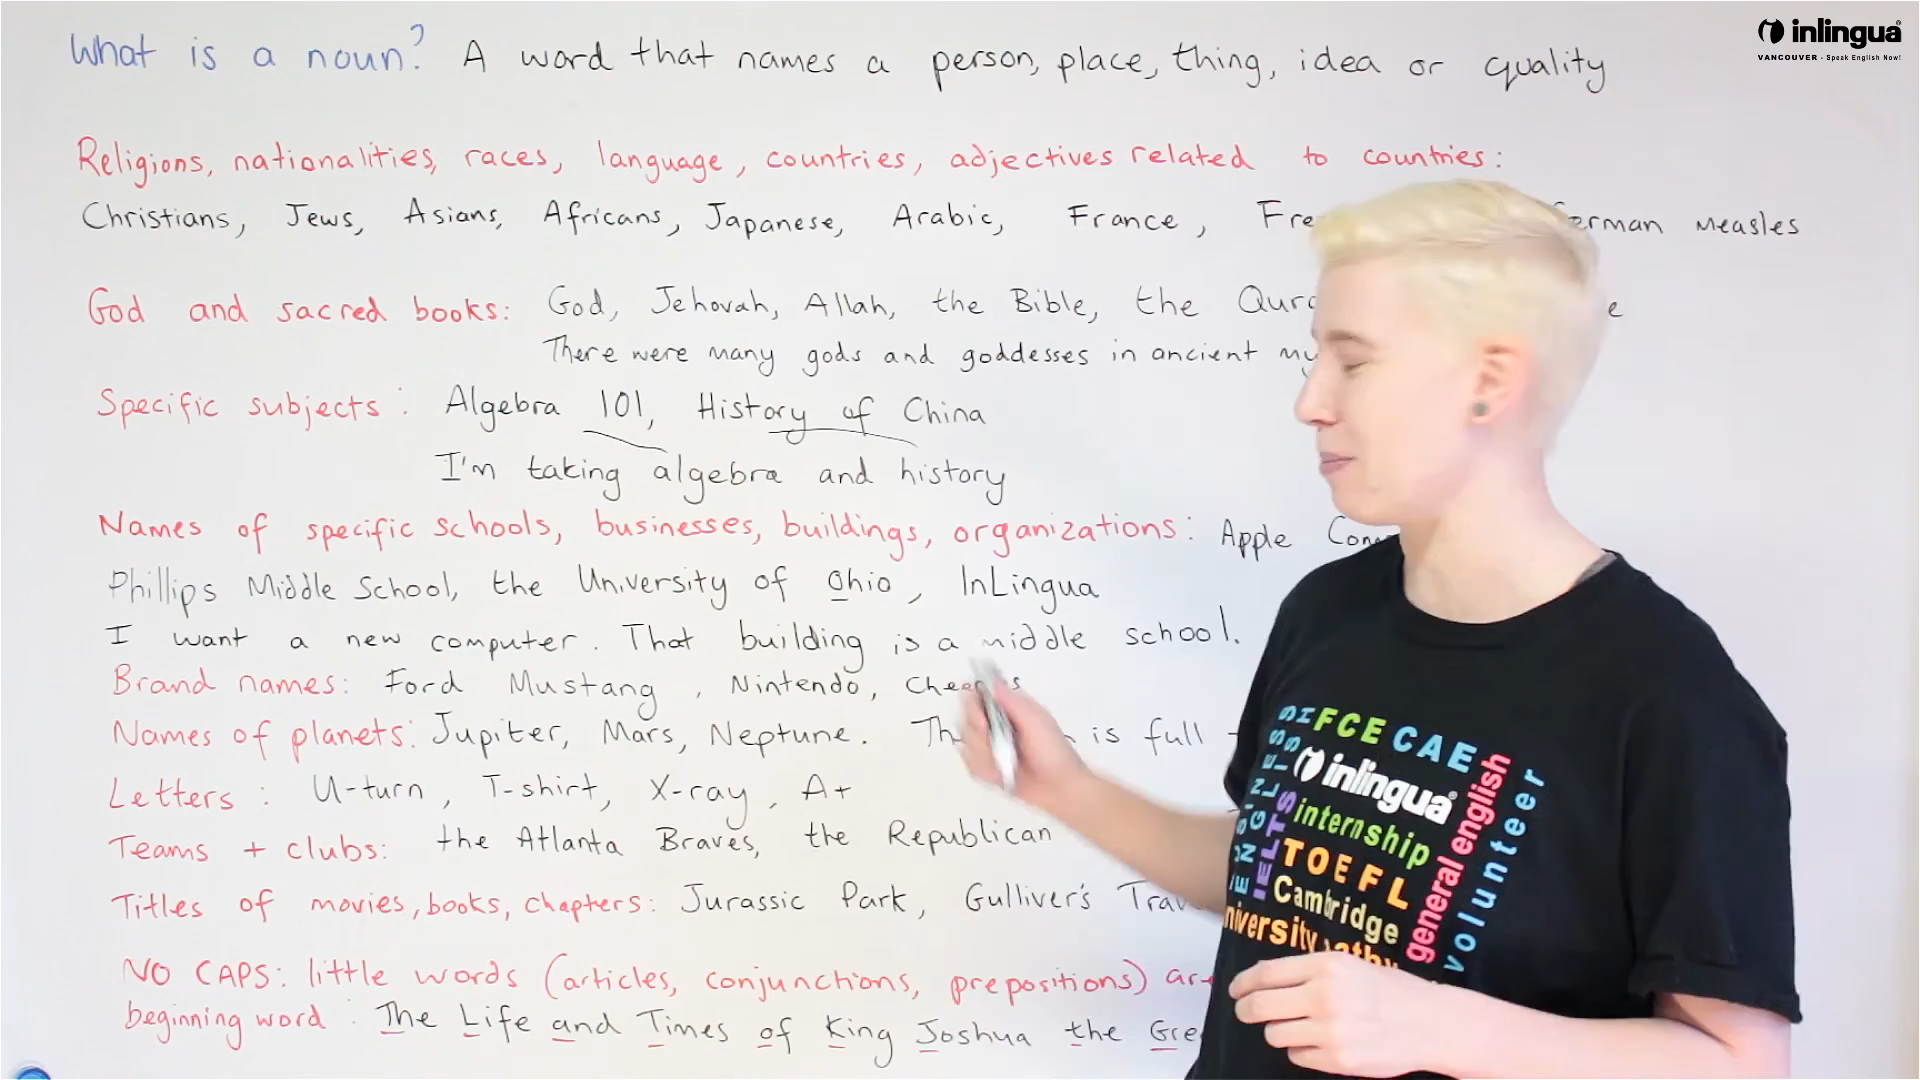 What is a noun? A word that names a person, place, thing, idea or quality
inlingua
VANCOUVER - Speak English Now!
Religions, nationalities, races, language, countries, adjectives related to countries:
Christians, Jews, Asians, Africans, Japanese, Arabic, France, Measles
God and sacred books: God, Jehovah, Allah, the Bible, the
There were many gods and goddesses in ancient
Specific subjects: Algebra 101, History of China
I'm taking algebra and history
Names of specific schools, businesses, buildings, organizations: Apple
Phillips Middle School, the University of Ohio, InLingua
I want a new computer. That building is a middle school.
Brand names: Ford Mustang, Nintendo,
Names of planets: Jupiter, Mars, Neptune. is full
Letters: U-turn, T-shirt, X-ray, A+
Teams + clubs: the Atlanta Braves, the Republican
Titles of movies, books, chapters: Jurassic Park, Gulliver's
NO CAPS: little words (articles, conjunctions, prepositions)
beginning word: The Life and Times of King Joshua the
FCE CAE
inlingua
internship
TOEFL
Cambridge
IELTS
general english
volunteer